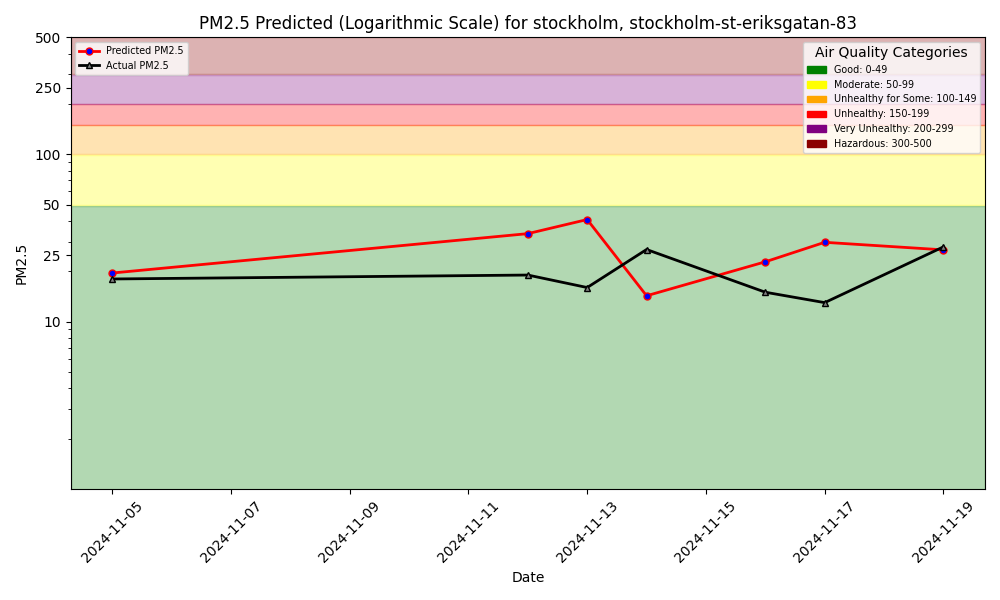 PM2.5 Predicted (Logarithmic Scale) for stockholm, stockholm-st-eriksgatan-83
Predicted PM2.5
Actual PM2.5
Air Quality Categories
Good: 0-49
Moderate: 50-99
Unhealthy for Some: 100-149
Unhealthy: 150-199
Very Unhealthy: 200-299
Hazardous: 300-500
500
250
100
50
25
10
PM2.5
2024-11-05
2024-11-07
2024-11-09
2024-11-11
2024-11-13
2024-11-15
2024-11-17
2024-11-19
Date